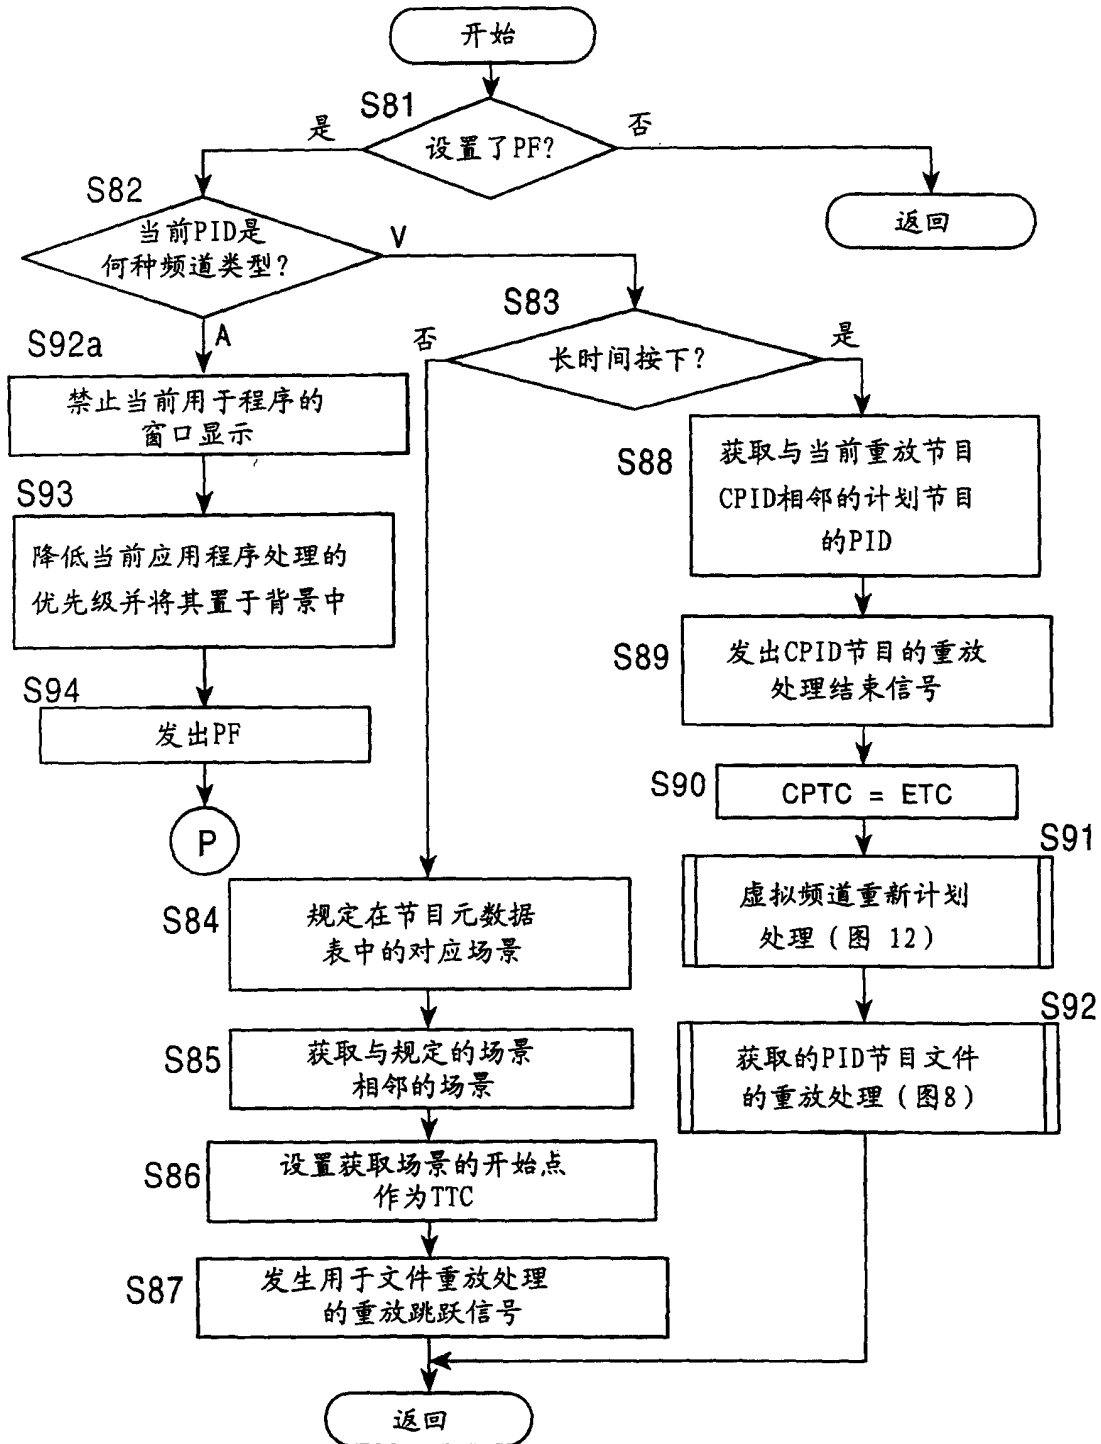 开始
S81
是
设置了PF?
否
返回
S82
当前PID是
何种频道类型?
V
A
S83
否
长时间按下?
是
S92a
禁止当前用于程序的
窗口显示
S93
降低当前应用程序处理的
优先级并将其置于背景中
S94
发出PF
P
S88
获取与当前重放节目
CPID相邻的计划节目
的PID
S89
发出CPID节目的重放
处理结束信号
S90
CPTC = ETC
S91
虚拟频道重新计划
处理(图 12)
S92
获取的PID节目文件
的重放处理(图8)
S84
规定在节目元数据
表中的对应场景
S85
获取与规定的场景
相邻的场景
S86
设置获取场景的开始点
作为TTC
S87
发生用于文件重放处理
的重放跳跃信号
返回